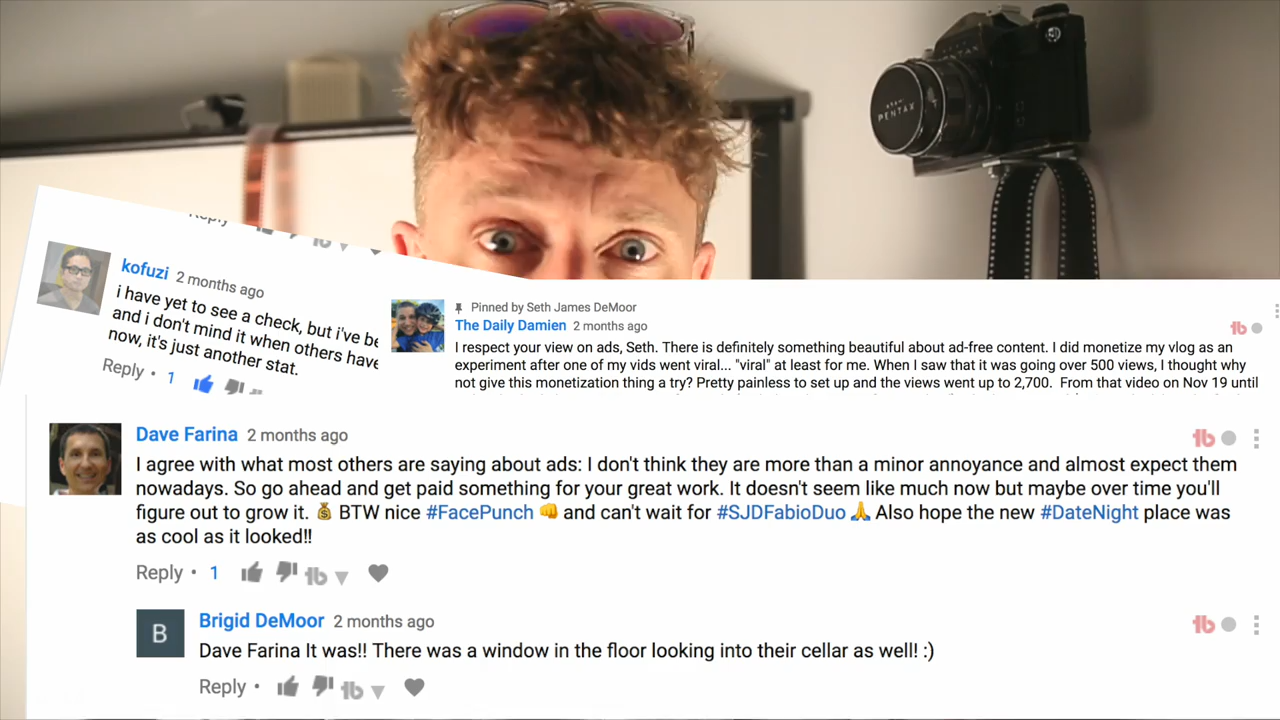 asahi
PENTAX
Reply
kofuzi 2 months ago
i have yet to see a check, but i've be
and i don't mind it when others have
now, it's just another stat.
Reply • 1
Pinned by Seth James DeMoor
The Daily Damien 2 months ago
I respect your view on ads, Seth. There is definitely something beautiful about ad-free content. I did monetize my vlog as an
experiment after one of my vids went viral... "viral" at least for me. When I saw that it was going over 500 views, I thought why
not give this monetization thing a try? Pretty painless to set up and the views went up to 2,700. From that video on Nov 19 until
Dave Farina 2 months ago
I agree with what most others are saying about ads: I don't think they are more than a minor annoyance and almost expect them
nowadays. So go ahead and get paid something for your great work. It doesn't seem like much now but maybe over time you'll
figure out to grow it. 💰 BTW nice #FacePunch 👊 and can't wait for #SJDFabioDuo 🙏 Also hope the new #DateNight place was
as cool as it looked!!
Reply • 1
B
Brigid DeMoor 2 months ago
Dave Farina It was!! There was a window in the floor looking into their cellar as well! :)
Reply •